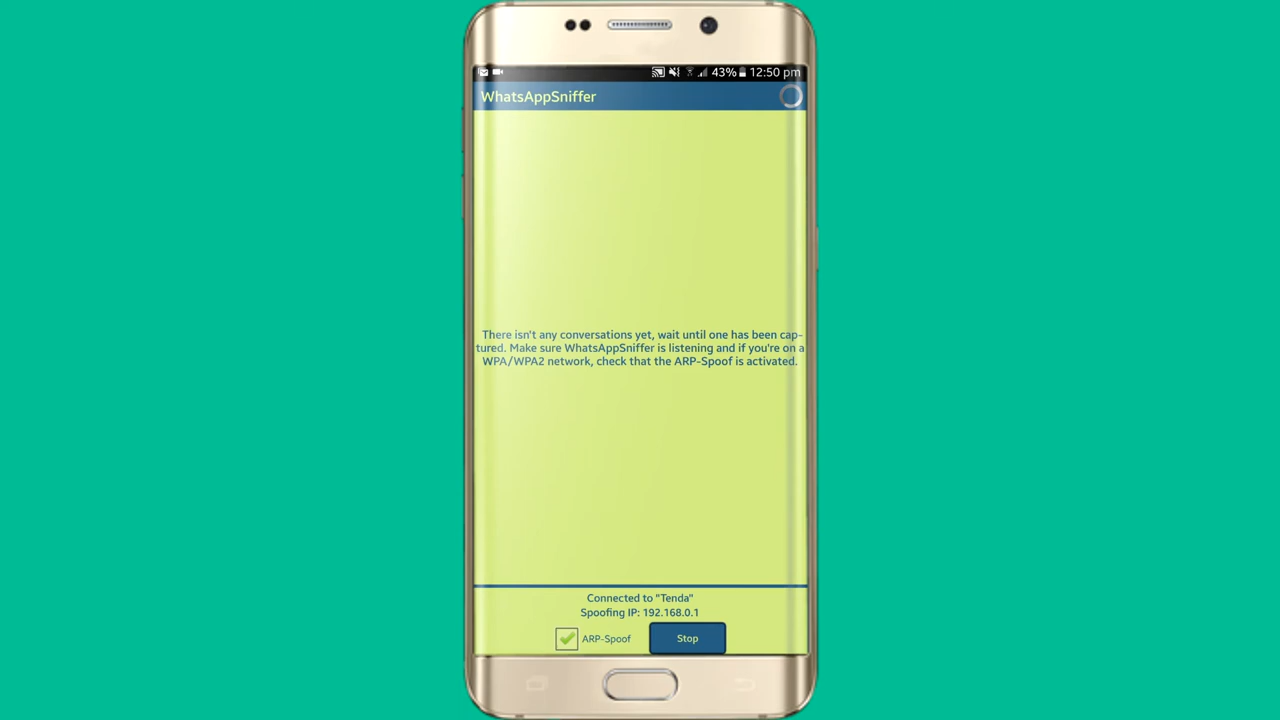 43% 12:50 pm
WhatsAppSniffer
There isn't any conversations yet, wait until one has been cap-
tured. Make sure WhatsAppSniffer is listening and if you're on a
WPA/WPA2 network, check that the ARP-Spoof is activated.
Connected to "Tenda"
Spoofing IP: 192.168.0.1
ARP-Spoof Stop